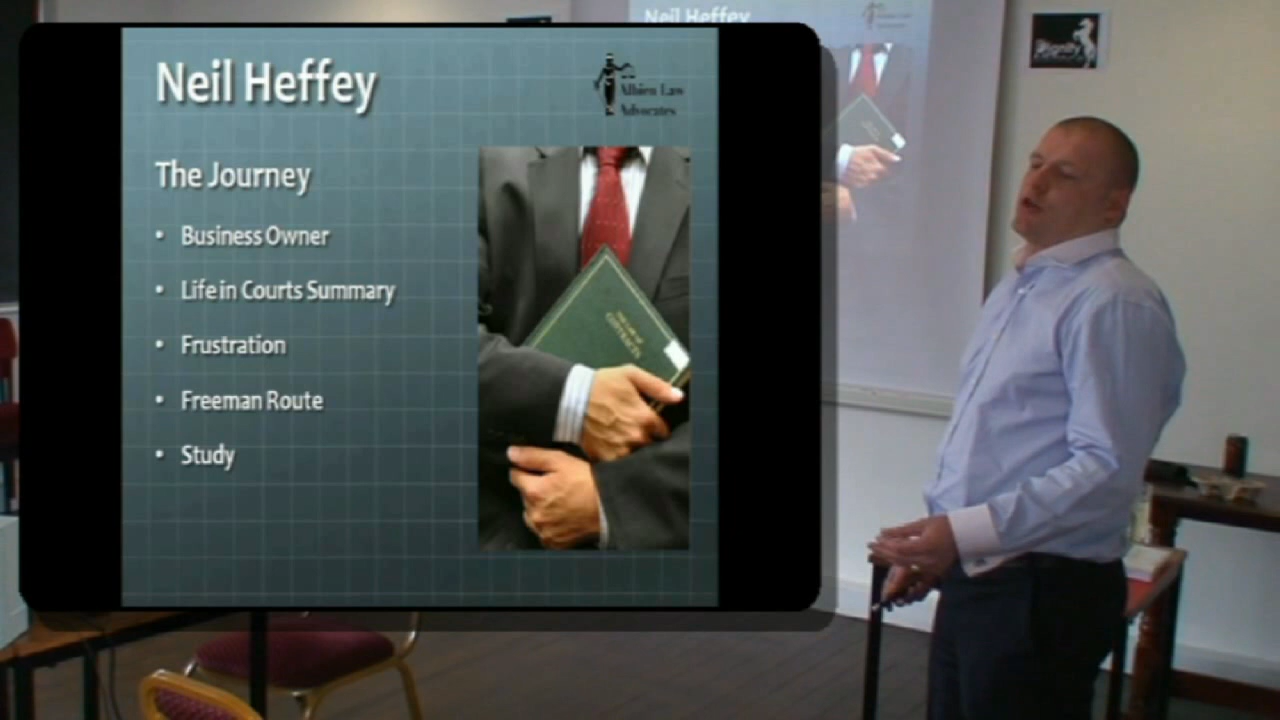 Neil Heffey
Albion Law
Advocates
The Journey
• Business Owner
• Life in Courts Summary
• Frustration
• Freeman Route
• Study
Neil Heffey
Dignity